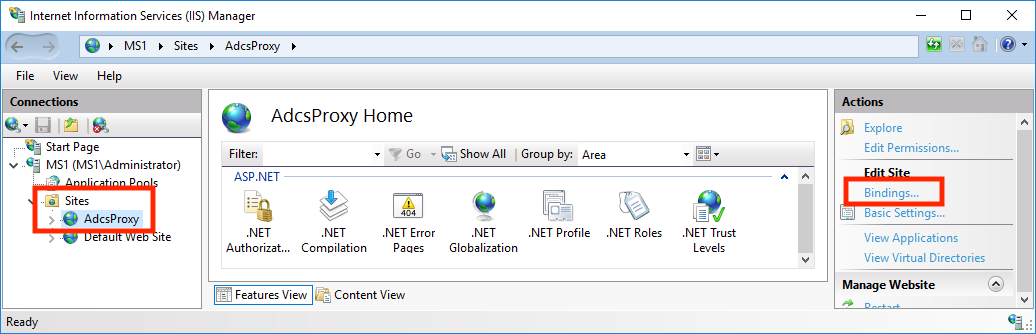 Internet Information Services (IIS) Manager
MS1 Sites AdcsProxy
File View Help
Connections
Start Page
MS1 (MS1\Administrator)
Application Pools
Sites
AdcsProxy
Default Web Site
AdcsProxy Home
Filter: Go Show All Group by: Area
ASP.NET
.NET Authorizat...
.NET Compilation
404
.NET Error Pages
.NET Globalization
.NET Profile
.NET Roles
.NET Trust Levels
Features View Content View
Actions
Explore
Edit Permissions...
Edit Site
Bindings...
Basic Settings...
View Applications
View Virtual Directories
Manage Website
Restart
Ready